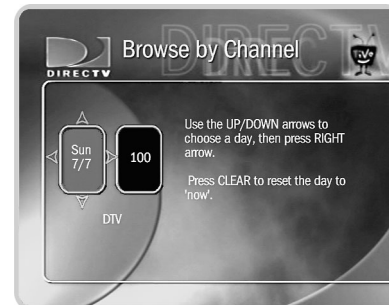 DIRECTV
Browse by Channel
DIRECTV
TiVo
Sun
7/7
100
DTV
Use the UP/DOWN arrows to
choose a day, then press RIGHT
arrow.
Press CLEAR to reset the day to
'now'.